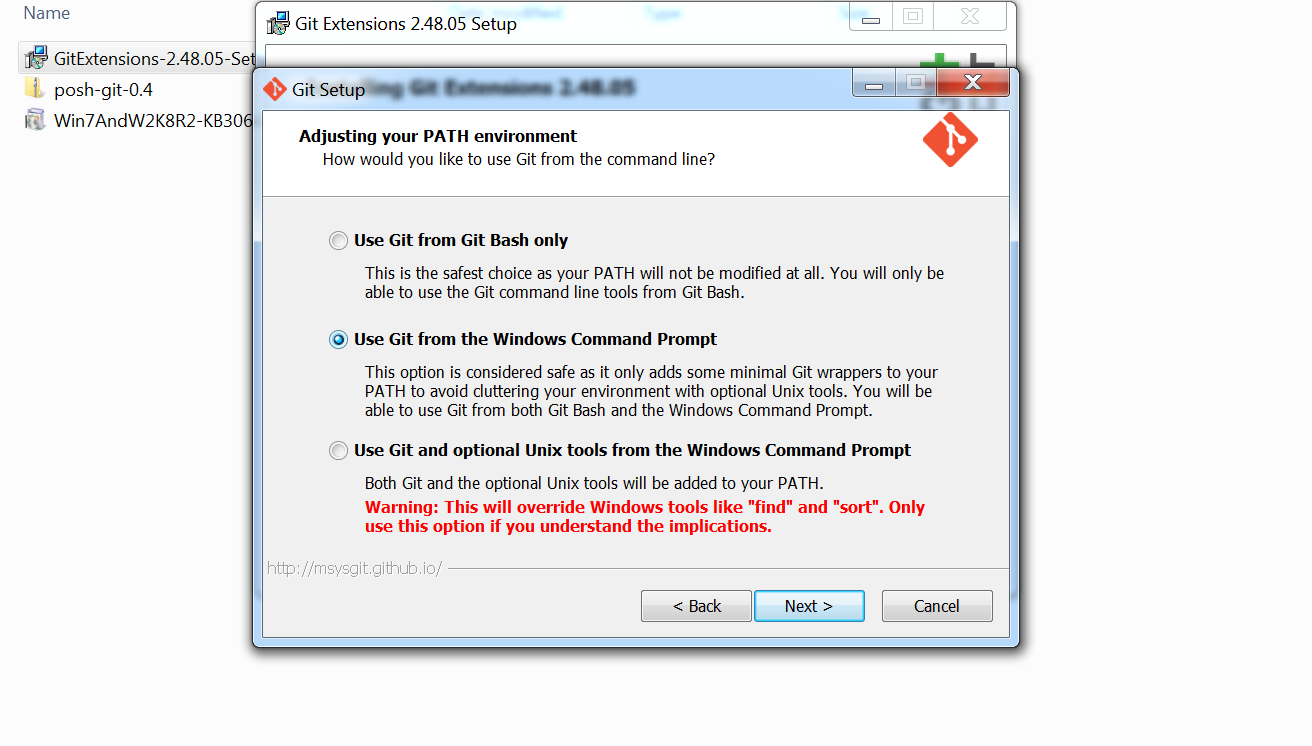 Name
GitExtensions-2.48.05-Set
posh-git-0.4
Win7AndW2K8R2-KB306
Git Extensions 2.48.05 Setup
Git Setup
Adjusting your PATH environment
How would you like to use Git from the command line?
Use Git from Git Bash only
This is the safest choice as your PATH will not be modified at all. You will only be
able to use the Git command line tools from Git Bash.
Use Git from the Windows Command Prompt
This option is considered safe as it only adds some minimal Git wrappers to your
PATH to avoid cluttering your environment with optional Unix tools. You will be
able to use Git from both Git Bash and the Windows Command Prompt.
Use Git and optional Unix tools from the Windows Command Prompt
Both Git and the optional Unix tools will be added to your PATH.
Warning: This will override Windows tools like "find" and "sort". Only
use this option if you understand the implications.
http://msysgit.github.io/
< Back
Next >
Cancel